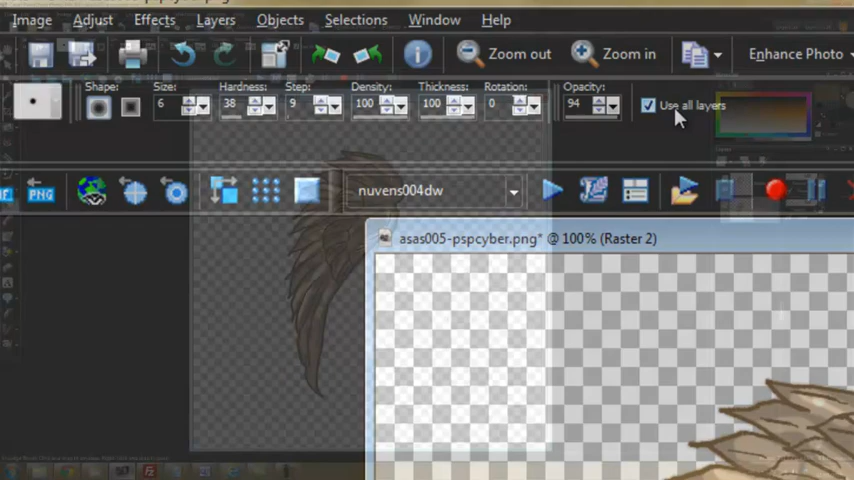 Image Adjust Effects Layers Objects Selections Window Help
Zoom out Zoom in Enhance Photo
Shape: Size: Hardness: Step: Density: Thickness: Rotation: Opacity:
6 38 9 100 100 0 94 Use all layers
PNG nuvens004dw
asas005-pspcyber.png* @ 100% (Raster 2)